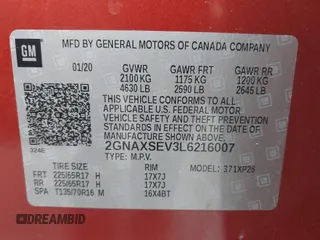 GM
MFD BY GENERAL MOTORS OF CANADA COMPANY
01/20 GVWR GAWR FRT GAWR RR
2100 KG 1175 KG 1200 KG
4630 LB 2590 LB 2645 LB
THIS VEHICLE CONFORMS TO ALL APPLICABLE
U.S. FEDERAL MOTOR
VEHICLE SAFETY, BUMPER, AND THEFT
PREVENTION STANDARDS IN EFFECT ON THE
DATE OF MANUFACTURE SHOWN ABOVE.
324E
2GNAXSEV3L6216007
TYPE: M.P.V. MODEL: 371XP26
TIRE SIZE RIM
FRT 225/65R17 H 17X7J
RR 225/65R17 H 17X7J
SPA T135/70R16 M 16X4BT
DREAMBID